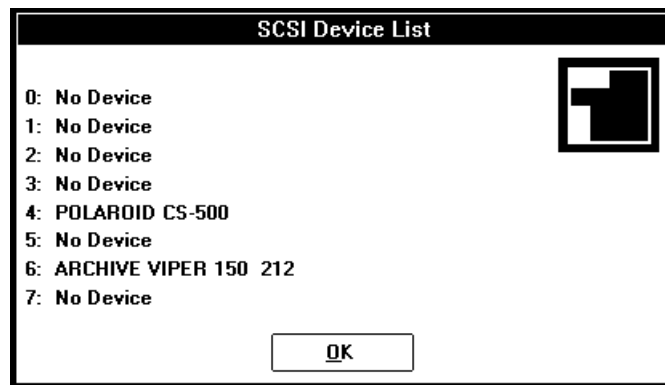 SCSI Device List
0: No Device
1: No Device
2: No Device
3: No Device
4: POLAROID CS-500
5: No Device
6: ARCHIVE VIPER 150 212
7: No Device
OK